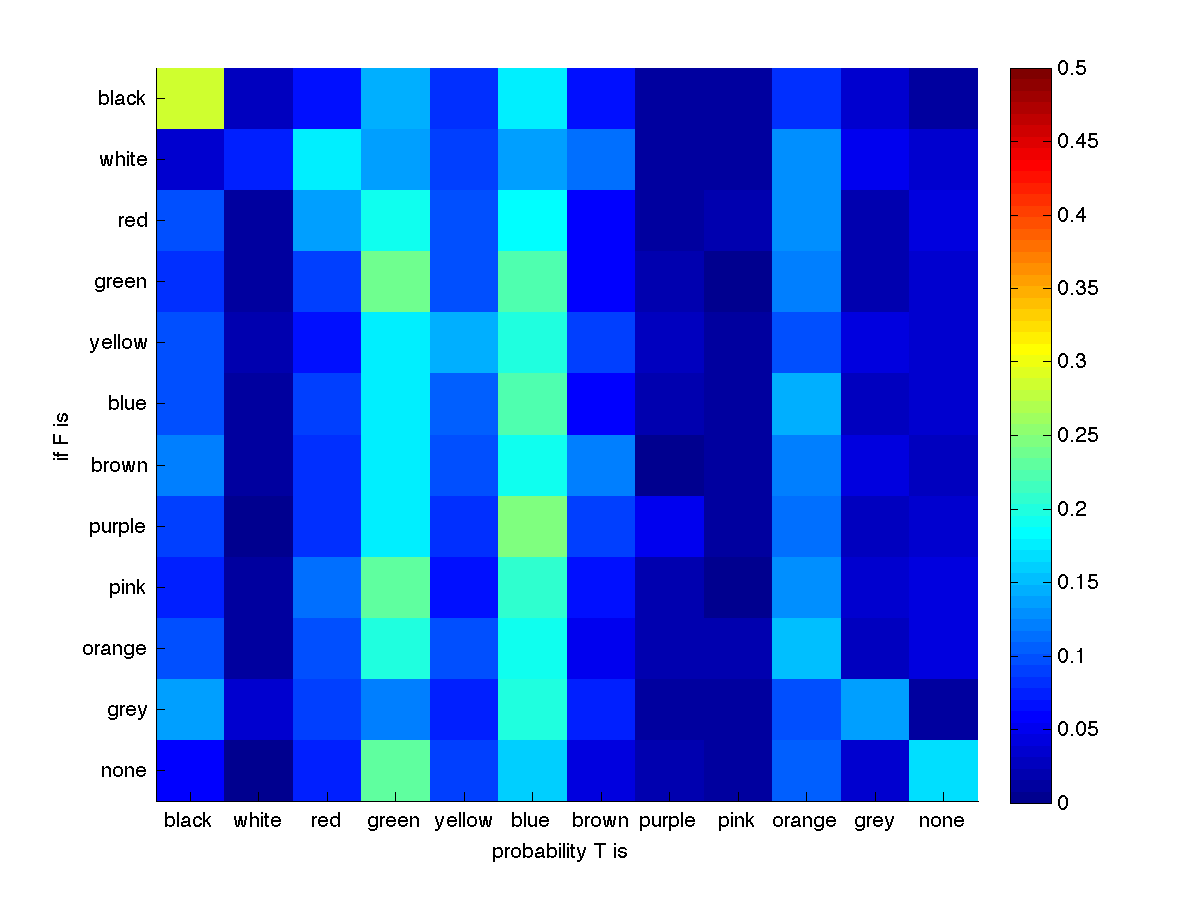 black
white
red
green
yellow
blue
brown
purple
pink
orange
grey
none
if F is
black white red green yellow blue brown purple pink orange grey none
probability T is
0.5
0.45
0.4
0.35
0.3
0.25
0.2
0.15
0.1
0.05
0